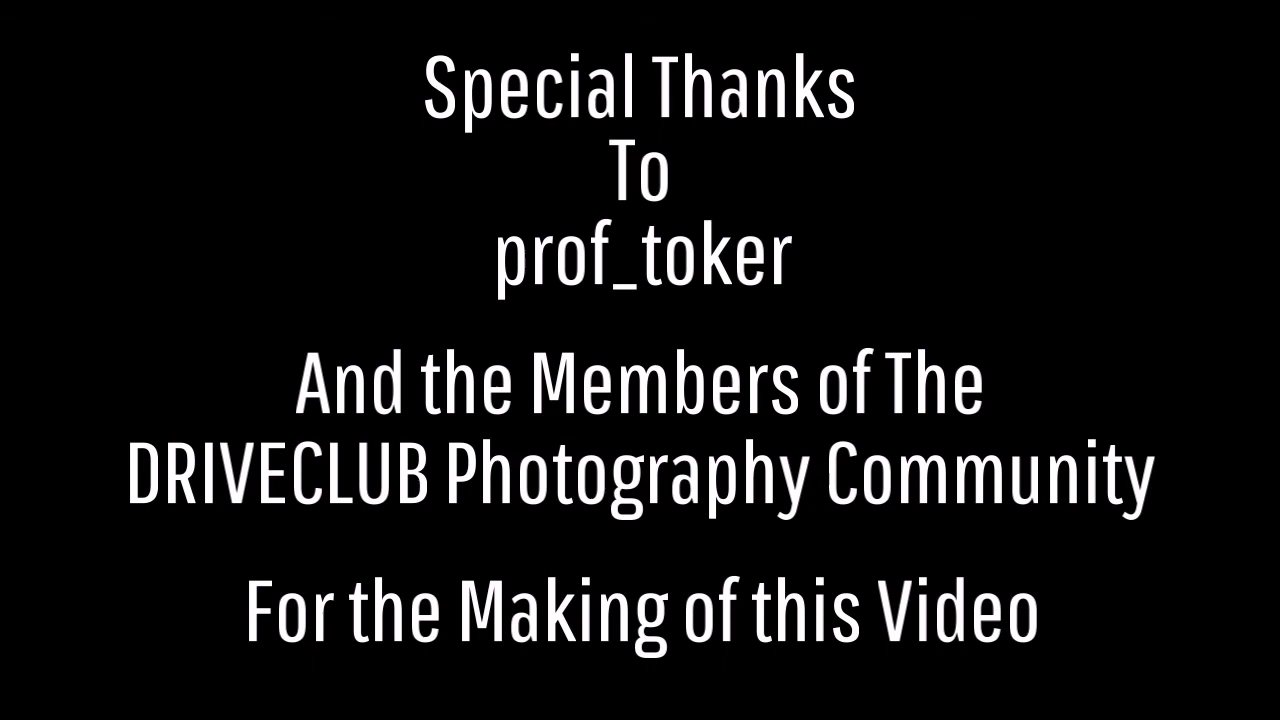 Special Thanks
To
prof_toker
And the Members of The
DRIVECLUB Photography Community
For the Making of this Video